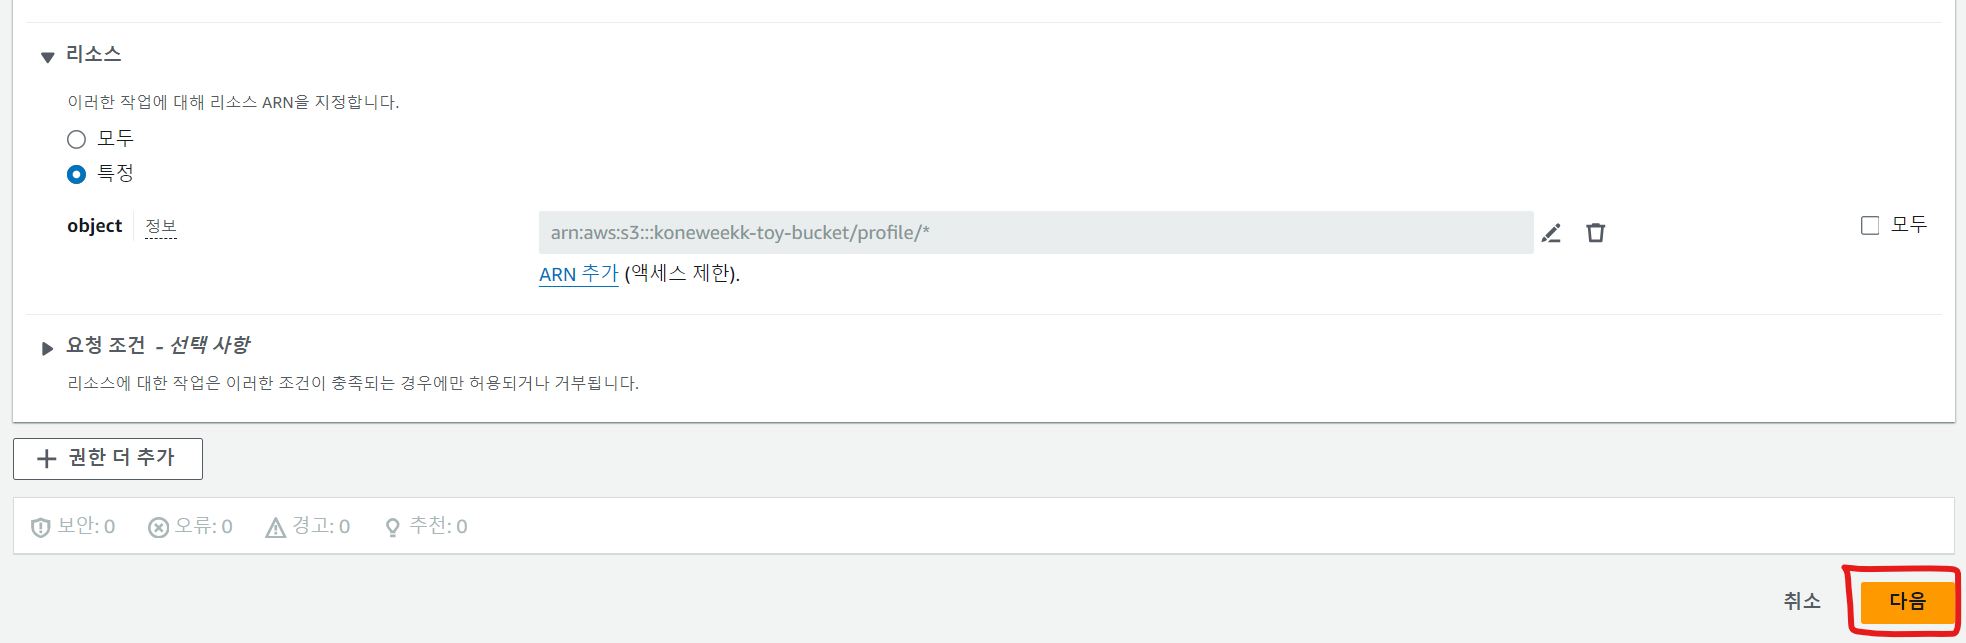 리소스
이러한 작업에 대해 리소스 ARN을 지정합니다.
모두
특정
object 정보 arn:aws:s3:::koneweekk-toy-bucket/profile/* 모두
ARN 추가 (액세스 제한).
요청 조건 - 선택 사항
리소스에 대한 작업은 이러한 조건이 충족되는 경우에만 허용되거나 거부됩니다.
+ 권한 더 추가
보안: 0 오류: 0 경고: 0 추천: 0
취소 다음